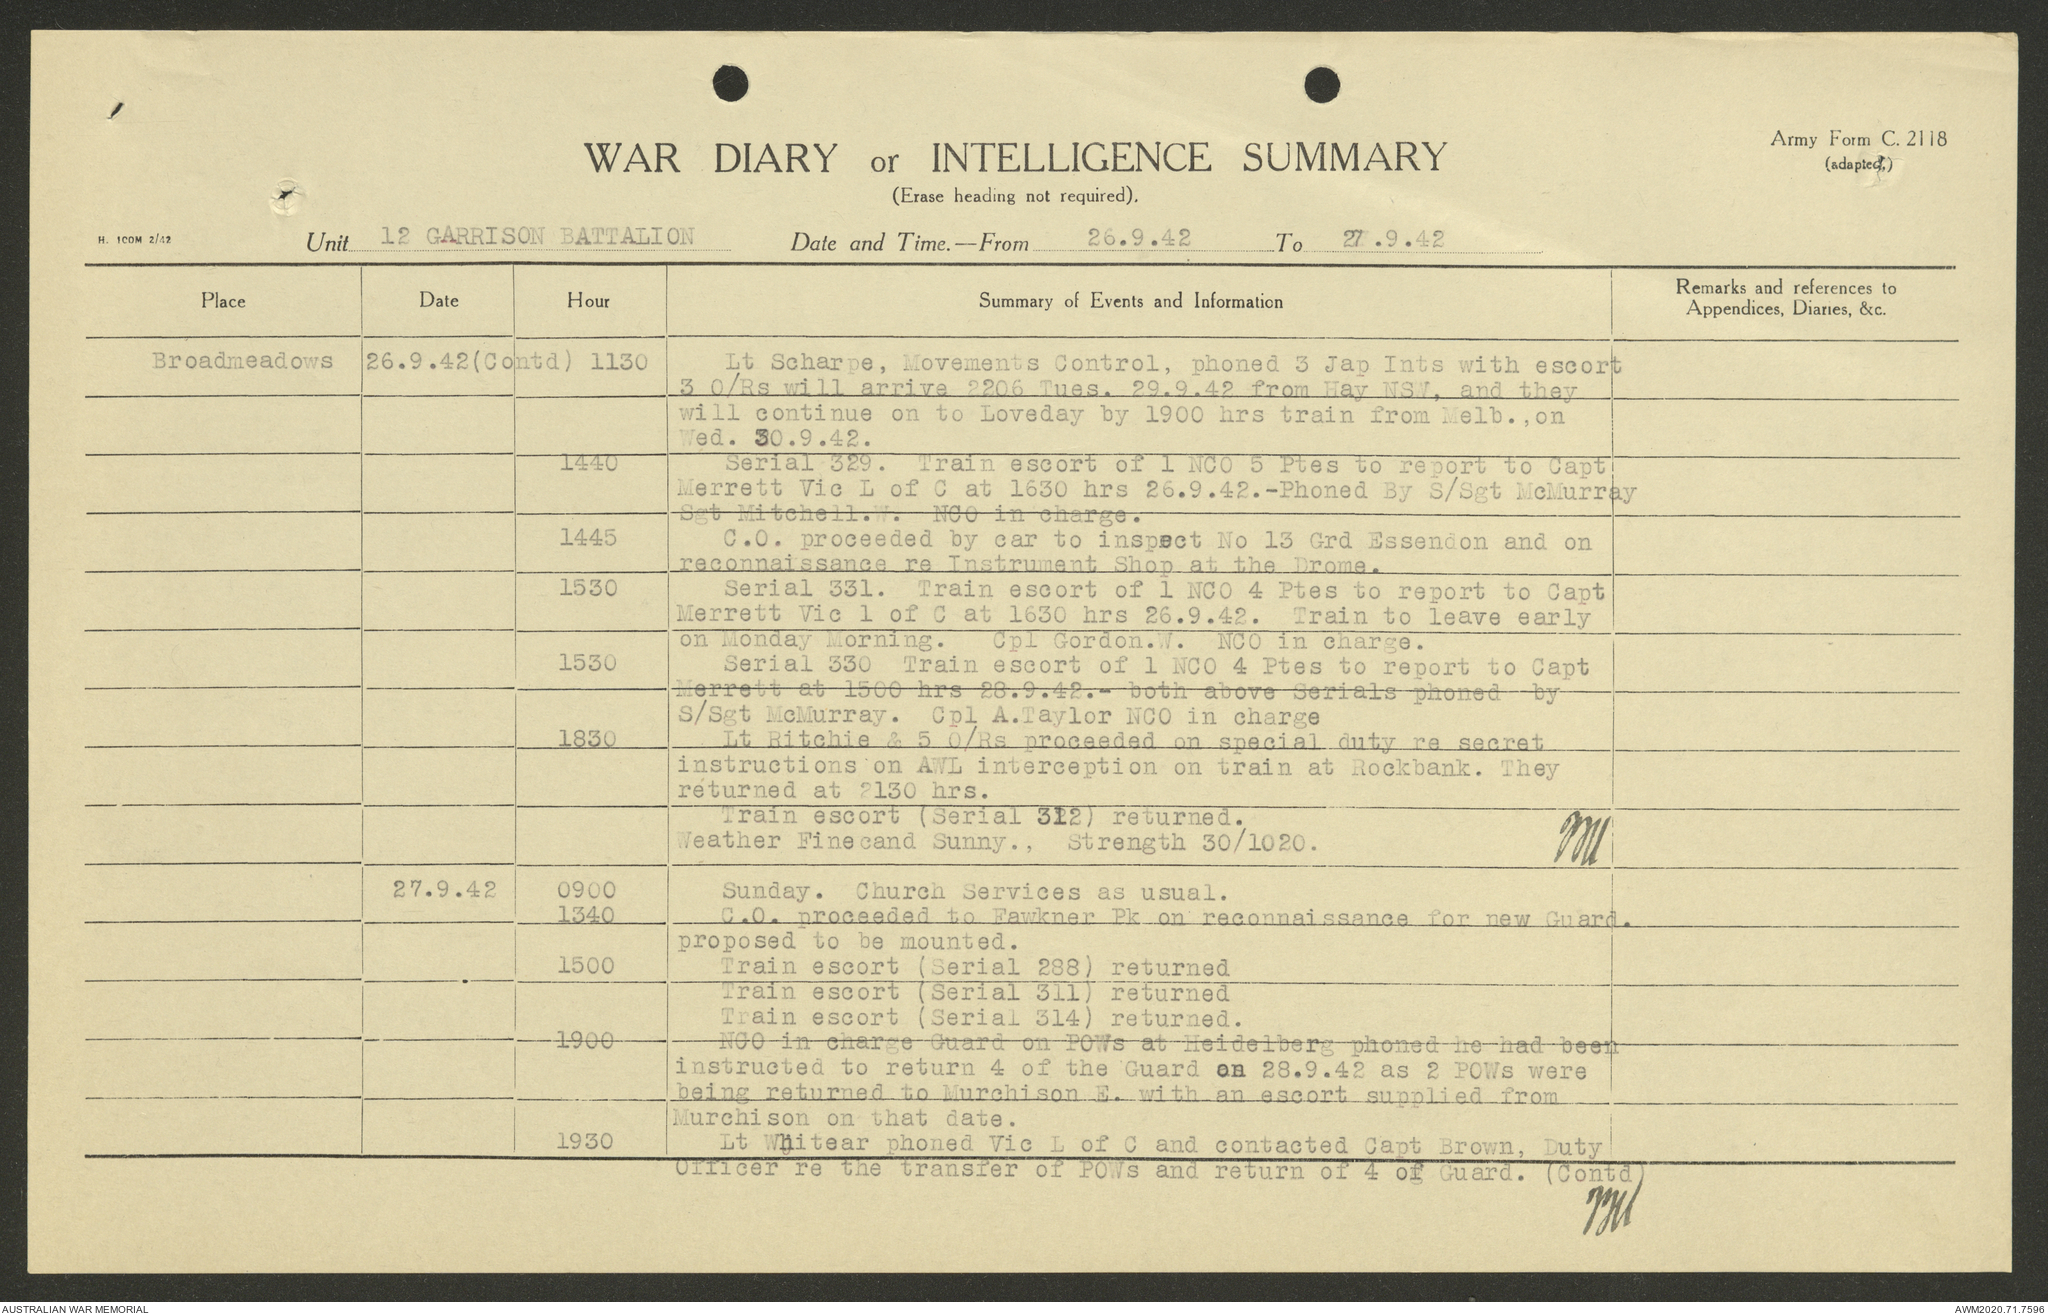 WAR DIARY or INTELLIGENCE SUMMARY
Army Form C. 2118
(adapted.)
(Erase heading not required).
H. 1COM 2/42
Unit 12 GARRISON BATTALION Date and Time.—From 26.9.42 To 27.9.42
Place Date Hour Summary of Events and Information Remarks and references to
Appendices, Diaries, &c.
Broadmeadows 26.9.42(Contd) 1130 Lt Scharpe, Movements Control, phoned 3 Jap Ints with escort
3 O/Rs will arrive 2206 Tues. 29.9.42 from Hay NSW, and they
will continue on to Loveday by 1900 hrs train from Melb.,on
Wed. 30.9.42.
1440 Serial 329. Train escort of 1 NCO 5 Ptes to report to Capt
Merrett Vic L of C at 1630 hrs 26.9.42.-Phoned By S/Sgt McMurray
Sgt Mitchell.W. NCO in charge.
1445 C.O. proceeded by car to inspect No 13 Grd Essendon and on
reconnaissance re Instrument Shop at the Drome.
1530 Serial 331. Train escort of 1 NCO 4 Ptes to report to Capt
Merrett Vic l of C at 1630 hrs 26.9.42. Train to leave early
on Monday Morning. Cpl Gordon.W. NCO in charge.
1530 Serial 330 Train escort of 1 NCO 4 Ptes to report to Capt
Merrett at 1500 hrs 28.9.42.- both above Serials phoned by
S/Sgt McMurray. Cpl A.Taylor NCO in charge
1830 Lt Ritchie & 5 O/Rs proceeded on special duty re secret
instructions on AWL interception on train at Rockbank. They
returned at 2130 hrs.
Train escort (Serial 312) returned.
Weather Finecand Sunny., Strength 30/1020.
27.9.42 0900 Sunday. Church Services as usual.
1340 C.O. proceeded to Fawkner Pk on reconnaissance for new Guard.
proposed to be mounted.
1500 Train escort (Serial 288) returned
Train escort (Serial 311) returned
Train escort (Serial 314) returned.
1900 NCO in charge Guard on POWs at Heidelberg phoned he had been
instructed to return 4 of the Guard on 28.9.42 as 2 POWs were
being returned to Murchison E. with an escort supplied from
Murchison on that date.
1930 Lt Whitear phoned Vic L of C and contacted Capt Brown, Duty
Officer re the transfer of POWs and return of 4 of Guard. (Contd)
AUSTRALIAN WAR MEMORIAL
AWM2020.71.7596